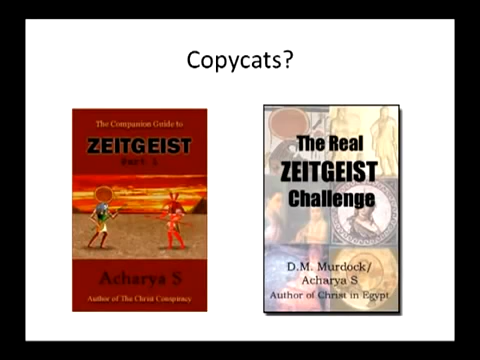 Copycats?
The Companion Guide to
ZEITGEIST
Part 1
Acharya S
Author of The Christ Conspiracy
The Real
ZEITGEIST
Challenge
D.M. Murdock/
Acharya S
Author of Christ in Egypt